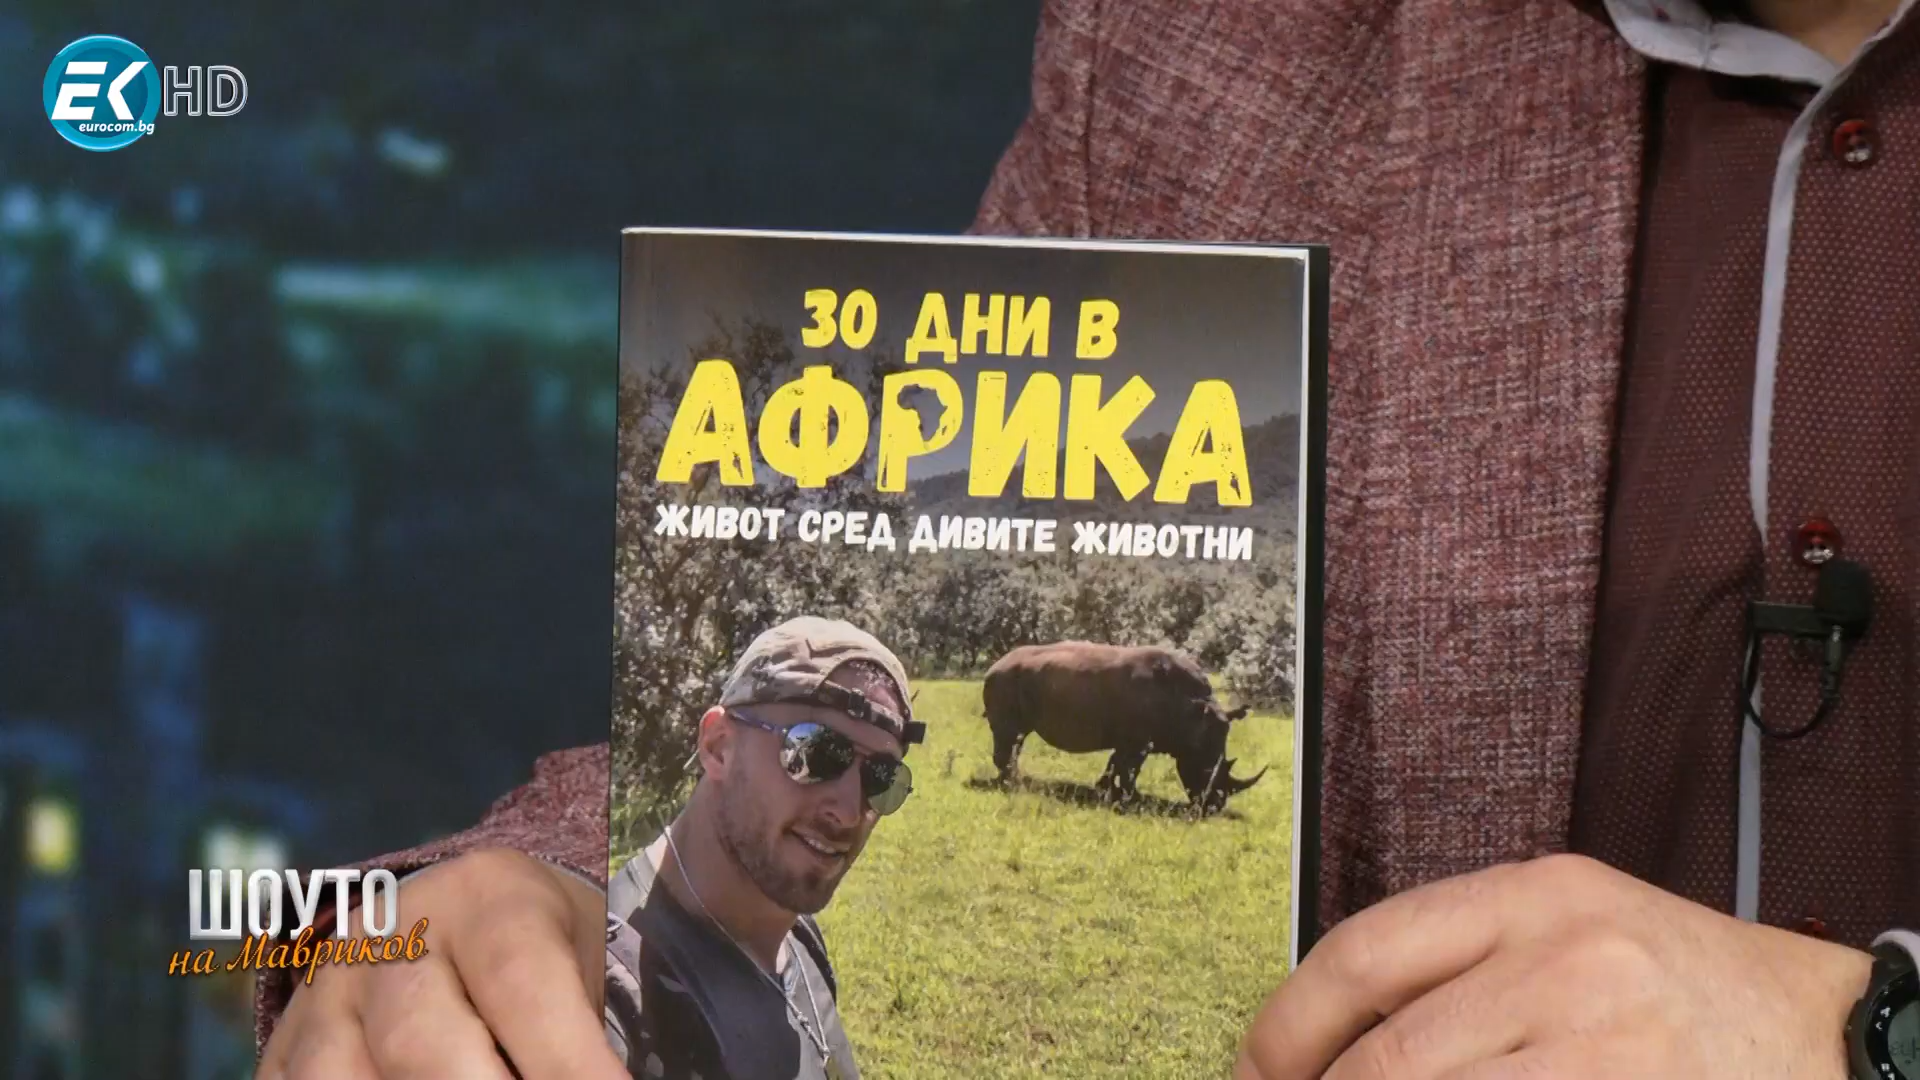 EK HD
eurocom.bg
30 ДНИ В
АФРИКА
ЖИВОТ СРЕД ДИВИТЕ ЖИВОТНИ
ШОУТО
на Мавриков